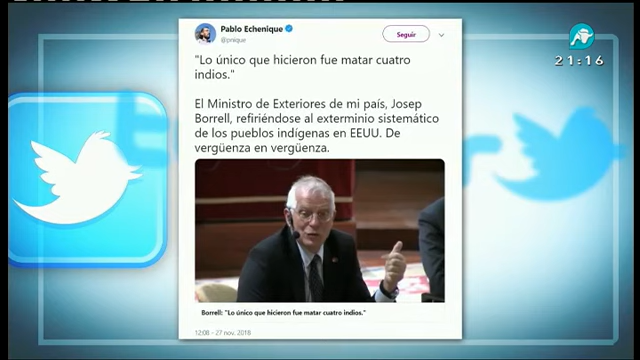 Pablo Echenique
@pnique
Seguir
"Lo único que hicieron fue matar cuatro
indios."
El Ministro de Exteriores de mi país, Josep
Borrell, refiriéndose al exterminio sistemático
de los pueblos indígenas en EEUU. De
vergüenza en vergüenza.
Borrell: "Lo único que hicieron fue matar cuatro indios."
12:08 - 27 nov. 2018
21:16